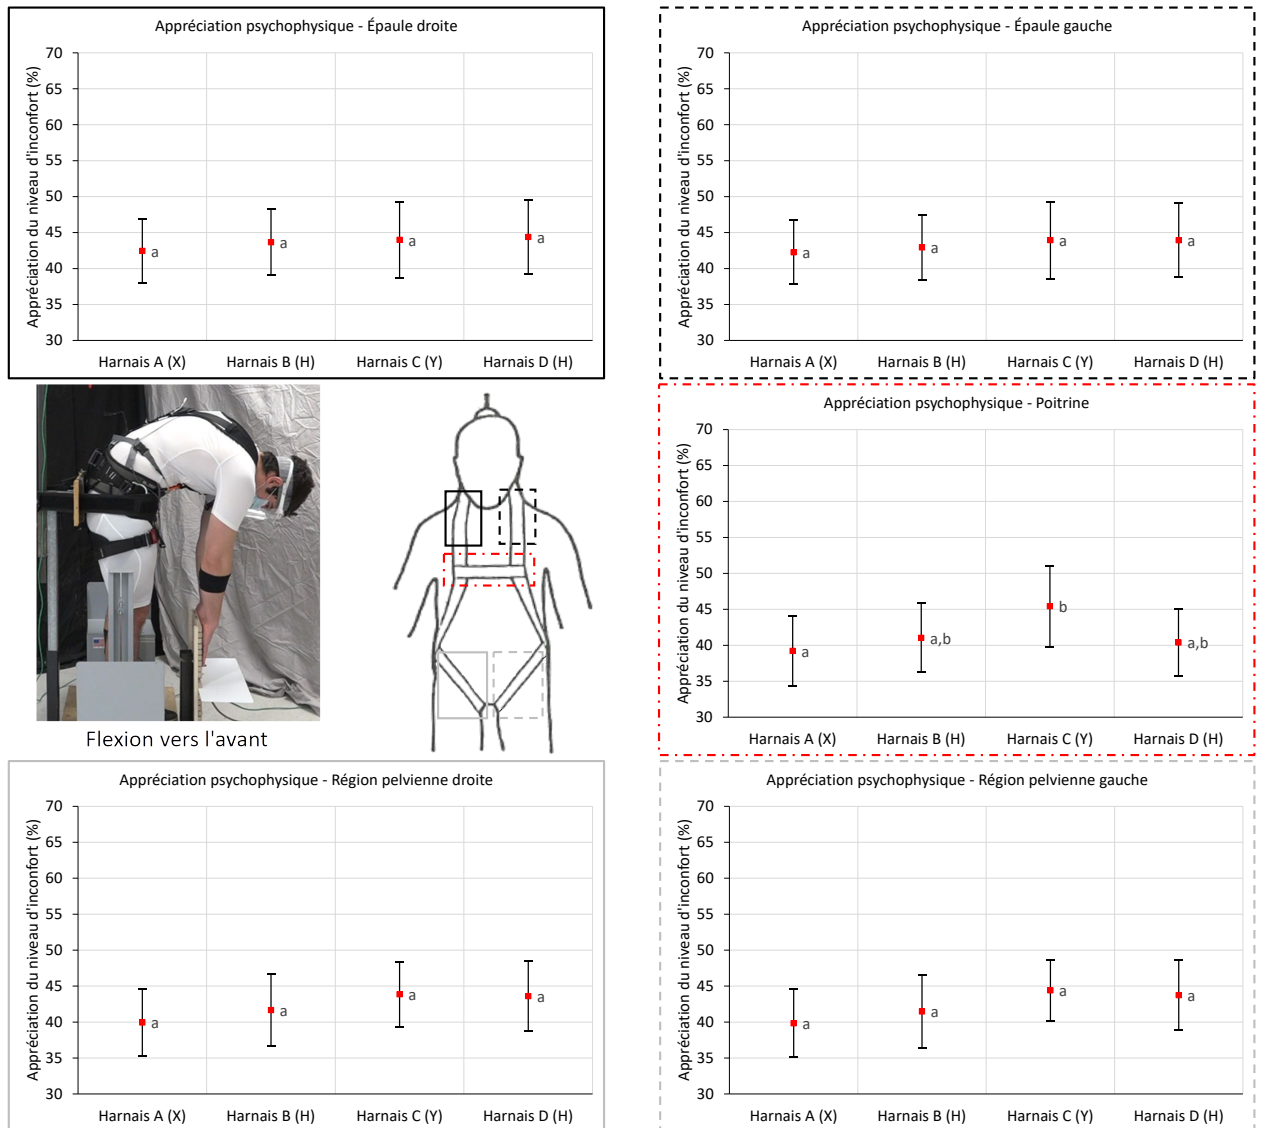 Appréciation psychophysique - Épaule droite
Appréciation du niveau d'inconfort (%)
70
65
60
55
50
45
40
35
30
a
a
a
a
Harnais A (X)
Harnais B (H)
Harnais C (Y)
Harnais D (H)
Appréciation psychophysique - Épaule gauche
Appréciation du niveau d'inconfort (%)
70
65
60
55
50
45
40
35
30
a
a
a
a
Harnais A (X)
Harnais B (H)
Harnais C (Y)
Harnais D (H)
Flexion vers l'avant
Appréciation psychophysique - Poitrine
Appréciation du niveau d'inconfort (%)
70
65
60
55
50
45
40
35
30
a
a,b
b
a,b
Harnais A (X)
Harnais B (H)
Harnais C (Y)
Harnais D (H)
Appréciation psychophysique - Région pelvienne droite
Appréciation du niveau d'inconfort (%)
70
65
60
55
50
45
40
35
30
a
a
a
a
Harnais A (X)
Harnais B (H)
Harnais C (Y)
Harnais D (H)
Appréciation psychophysique - Région pelvienne gauche
Appréciation du niveau d'inconfort (%)
70
65
60
55
50
45
40
35
30
a
a
a
a
Harnais A (X)
Harnais B (H)
Harnais C (Y)
Harnais D (H)